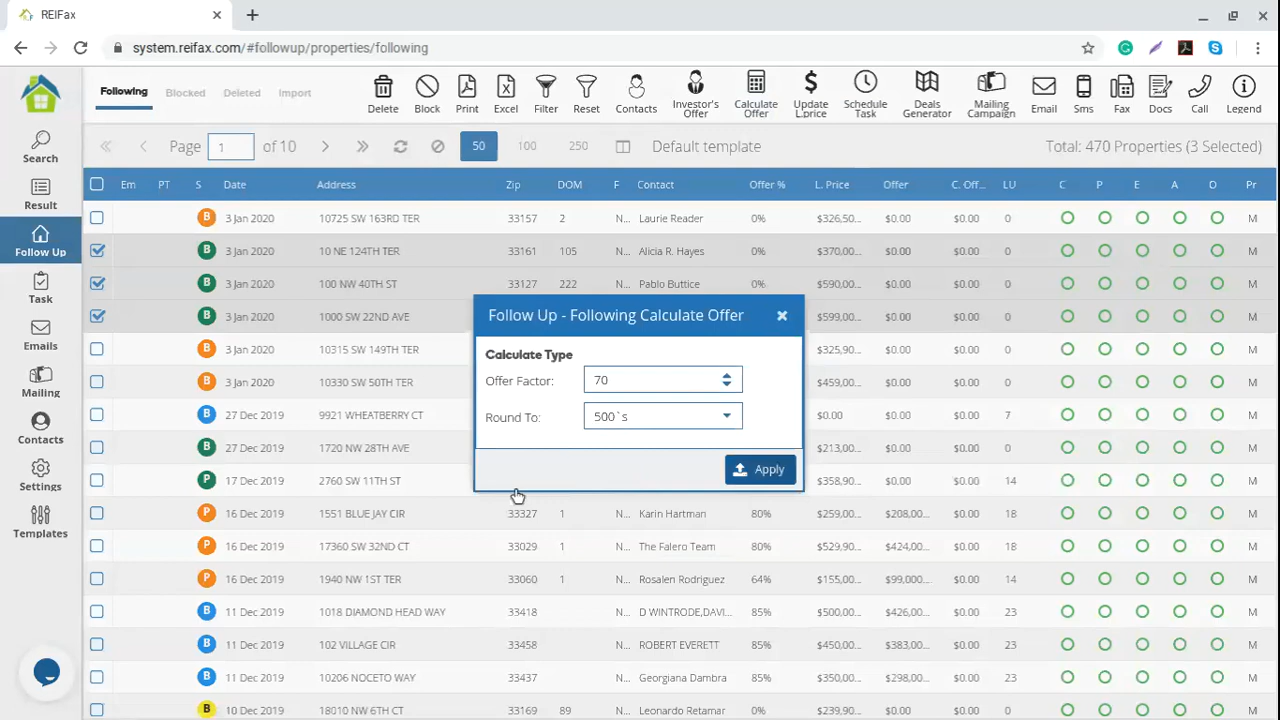 REIFax
system.reifax.com/#followup/properties/following
Following Blocked Deleted Import Delete Block Print Excel Filter Reset Contacts Investor's Offer Calculate Offer Update L.price Schedule Task Deals Generator Mailing Campaign Email Sms Fax Docs Call Legend
Search
Result
Follow Up
Task
Emails
Mailing
Contacts
Settings
Templates
Page 1 of 10 50 100 250 Default template Total: 470 Properties (3 Selected)
Em PT S Date Address Zip DOM F Contact Offer % L. Price Offer C. Off... LU C P E A O Pr
B 3 Jan 2020 10725 SW 163RD TER 33157 2 N... Laurie Reader 0% $326,50... $0.00 $0.00 0 M
B 3 Jan 2020 10 NE 124TH TER 33161 105 N... Alicia R. Hayes 0% $370,00... $0.00 $0.00 0 M
B 3 Jan 2020 100 NW 40TH ST 33127 222 N... Pablo Buttice 0% $590,00... $0.00 $0.00 0 M
B 3 Jan 2020 1000 SW 22ND AVE $599,00... $0.00 $0.00 0 M
B 3 Jan 2020 10315 SW 149TH TER $325,90... $0.00 $0.00 0 M
B 3 Jan 2020 10330 SW 50TH TER $459,00... $0.00 $0.00 0 M
B 27 Dec 2019 9921 WHEATBERRY CT $0.00 $0.00 $0.00 7 M
B 27 Dec 2019 1720 NW 28TH AVE $213,00... $0.00 $0.00 0 M
P 17 Dec 2019 2760 SW 11TH ST $358,90... $0.00 $0.00 14 M
P 16 Dec 2019 1551 BLUE JAY CIR 33327 1 N... Karin Hartman 80% $259,00... $208,00... $0.00 18 M
P 16 Dec 2019 17360 SW 32ND CT 33029 1 N... The Falero Team 80% $529,90... $424,00... $0.00 18 M
P 16 Dec 2019 1940 NW 1ST TER 33060 1 N... Rosalen Rodriguez 64% $155,00... $99,000... $0.00 14 M
B 11 Dec 2019 1018 DIAMOND HEAD WAY 33418 N... D WINTRODE,DAVI... 85% $500,00... $426,00... $0.00 23 M
B 11 Dec 2019 102 VILLAGE CIR 33458 N... ROBERT EVERETT 85% $450,00... $383,00... $0.00 23 M
B 11 Dec 2019 10206 NOCETO WAY 33437 N... Georgiana Dambra 85% $350,00... $298,00... $0.00 23 M
B 10 Dec 2019 18010 NW 6TH CT 33169 89 N... Leonardo Retamar 0% $239,90... $0.00 $0.00 0 M
Follow Up - Following Calculate Offer
Calculate Type
Offer Factor: 70
Round To: 500`s
Apply